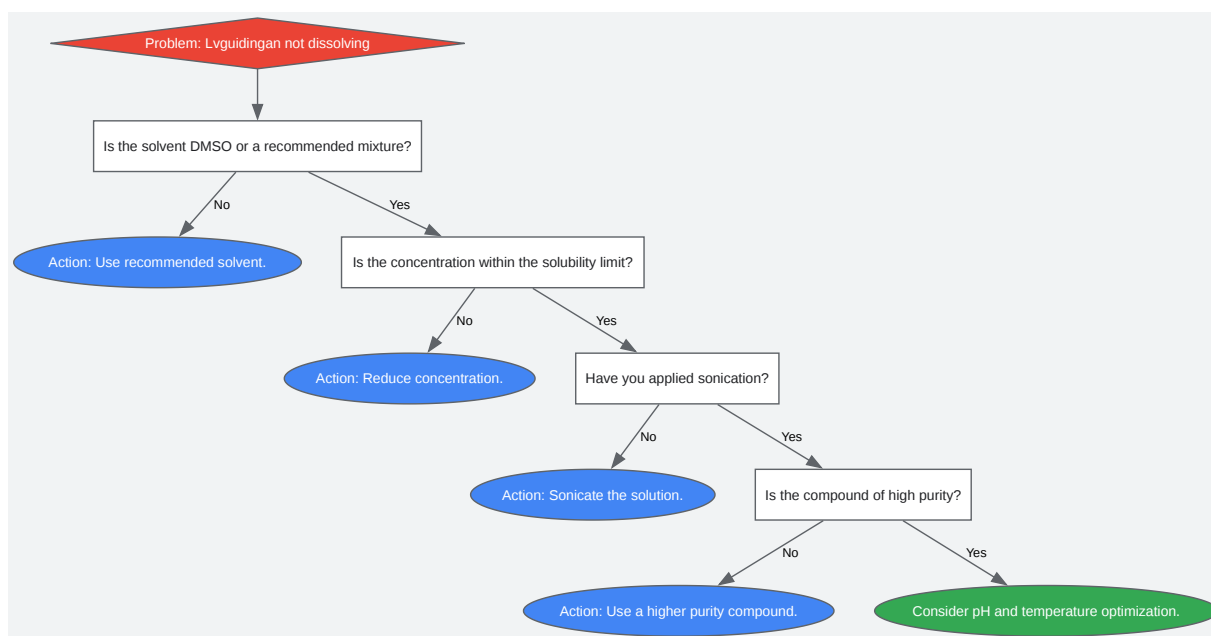 Problem: Lvguidingan not dissolving
Is the solvent DMSO or a recommended mixture?
No
Yes
Action: Use recommended solvent.
Is the concentration within the solubility limit?
No
Yes
Action: Reduce concentration.
Have you applied sonication?
No
Yes
Action: Sonicate the solution.
Is the compound of high purity?
No
Yes
Action: Use a higher purity compound.
Consider pH and temperature optimization.